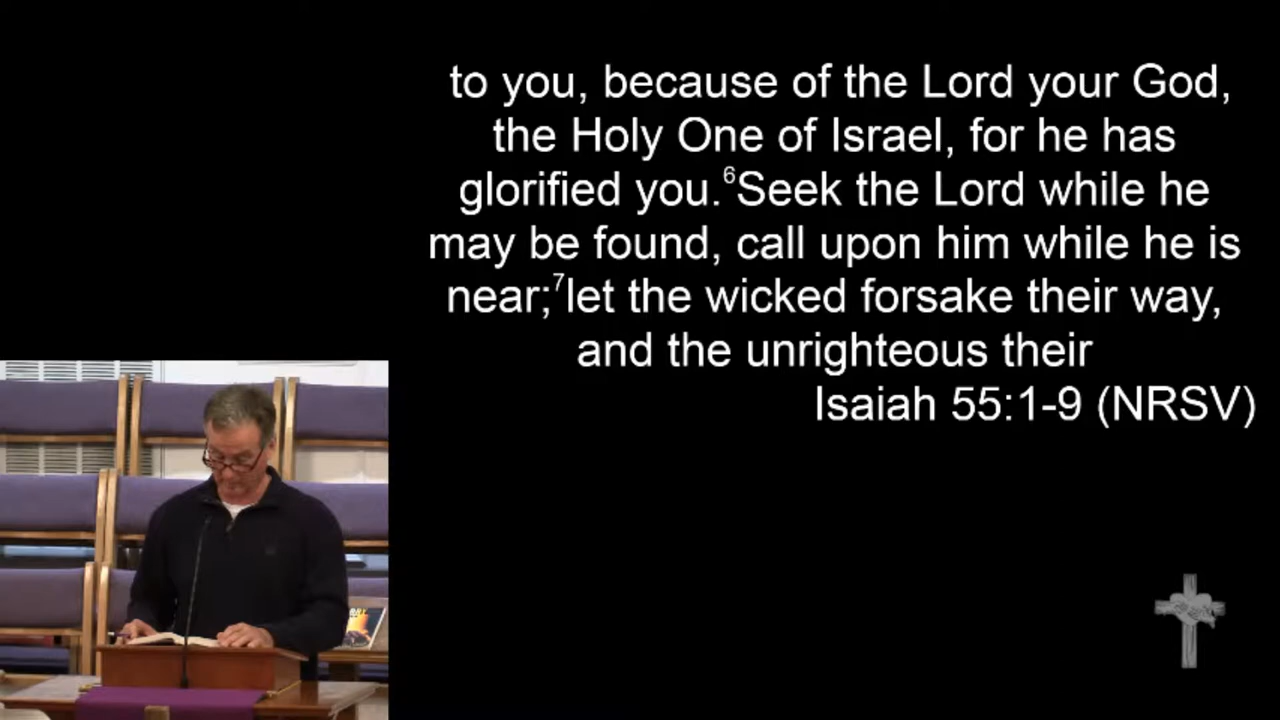 to you, because of the Lord your God,
the Holy One of Israel, for he has
glorified you.⁶Seek the Lord while he
may be found, call upon him while he is
near;⁷let the wicked forsake their way,
and the unrighteous their
Isaiah 55:1-9 (NRSV)